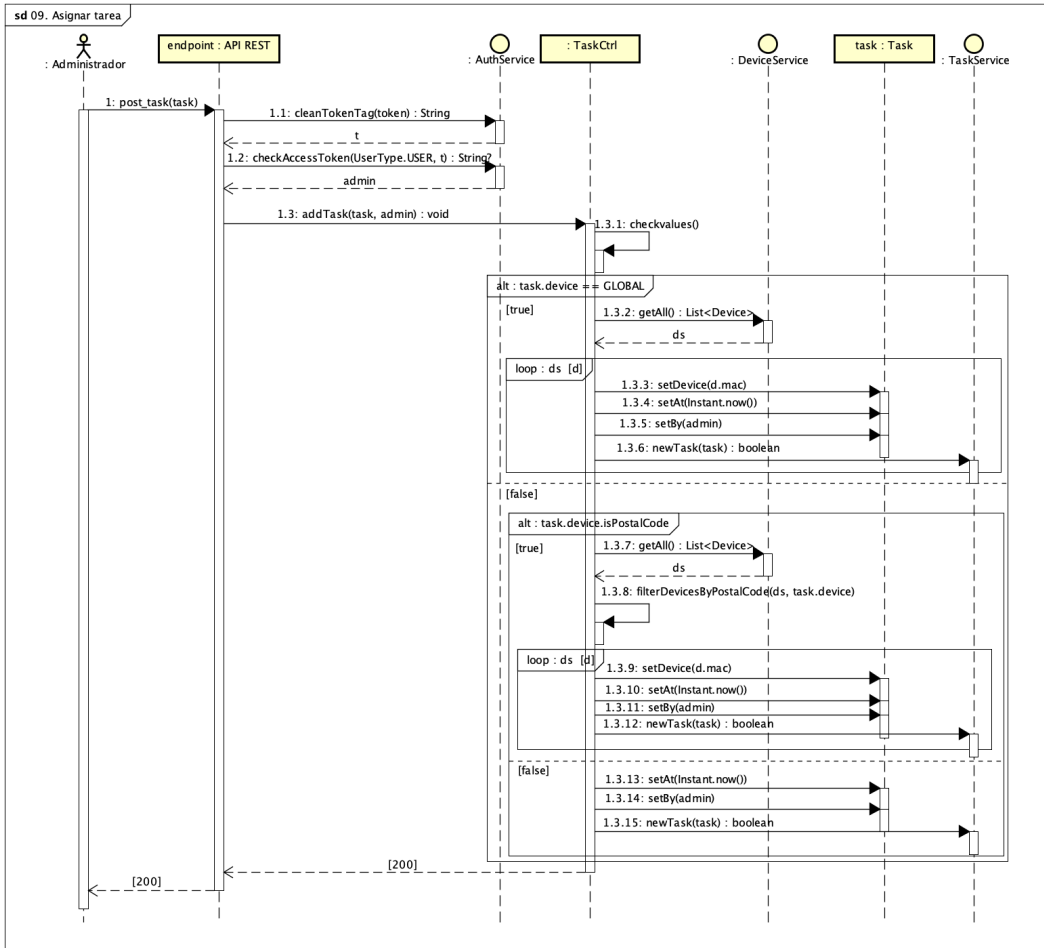 sd 09. Asignar tarea
: Administrador
endpoint : API REST
: AuthService
: TaskCtrl
: DeviceService
task : Task
: TaskService
1: post_task(task)
1.1: cleanTokenTag(token) : String
t
1.2: checkAccessToken(UserType.USER, t) : String?
admin
1.3: addTask(task, admin) : void
1.3.1: checkvalues()
alt : task.device == GLOBAL
[true]
1.3.2: getAll() : List<Device>
ds
loop : ds [d]
1.3.3: setDevice(d.mac)
1.3.4: setAt(Instant.now())
1.3.5: setBy(admin)
1.3.6: newTask(task) : boolean
[false]
alt : task.device.isPostalCode
[true]
1.3.7: getAll() : List<Device>
ds
1.3.8: filterDevicesByPostalCode(ds, task.device)
loop : ds [d]
1.3.9: setDevice(d.mac)
1.3.10: setAt(Instant.now())
1.3.11: setBy(admin)
1.3.12: newTask(task) : boolean
[false]
1.3.13: setAt(Instant.now())
1.3.14: setBy(admin)
1.3.15: newTask(task) : boolean
[200]
[200]